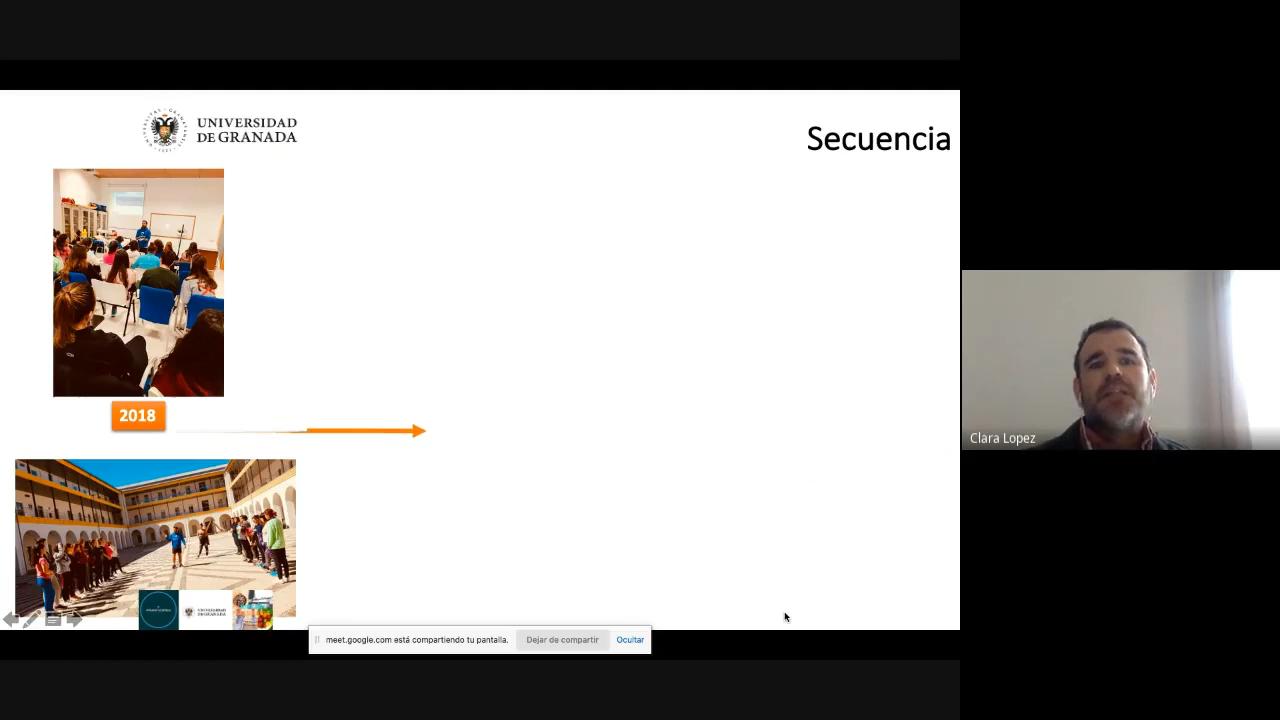 UNIVERSIDAD
DE GRANADA
Secuencia
2018
Clara Lopez
meet.google.com está compartiendo tu pantalla.
Dejar de compartir
Ocultar